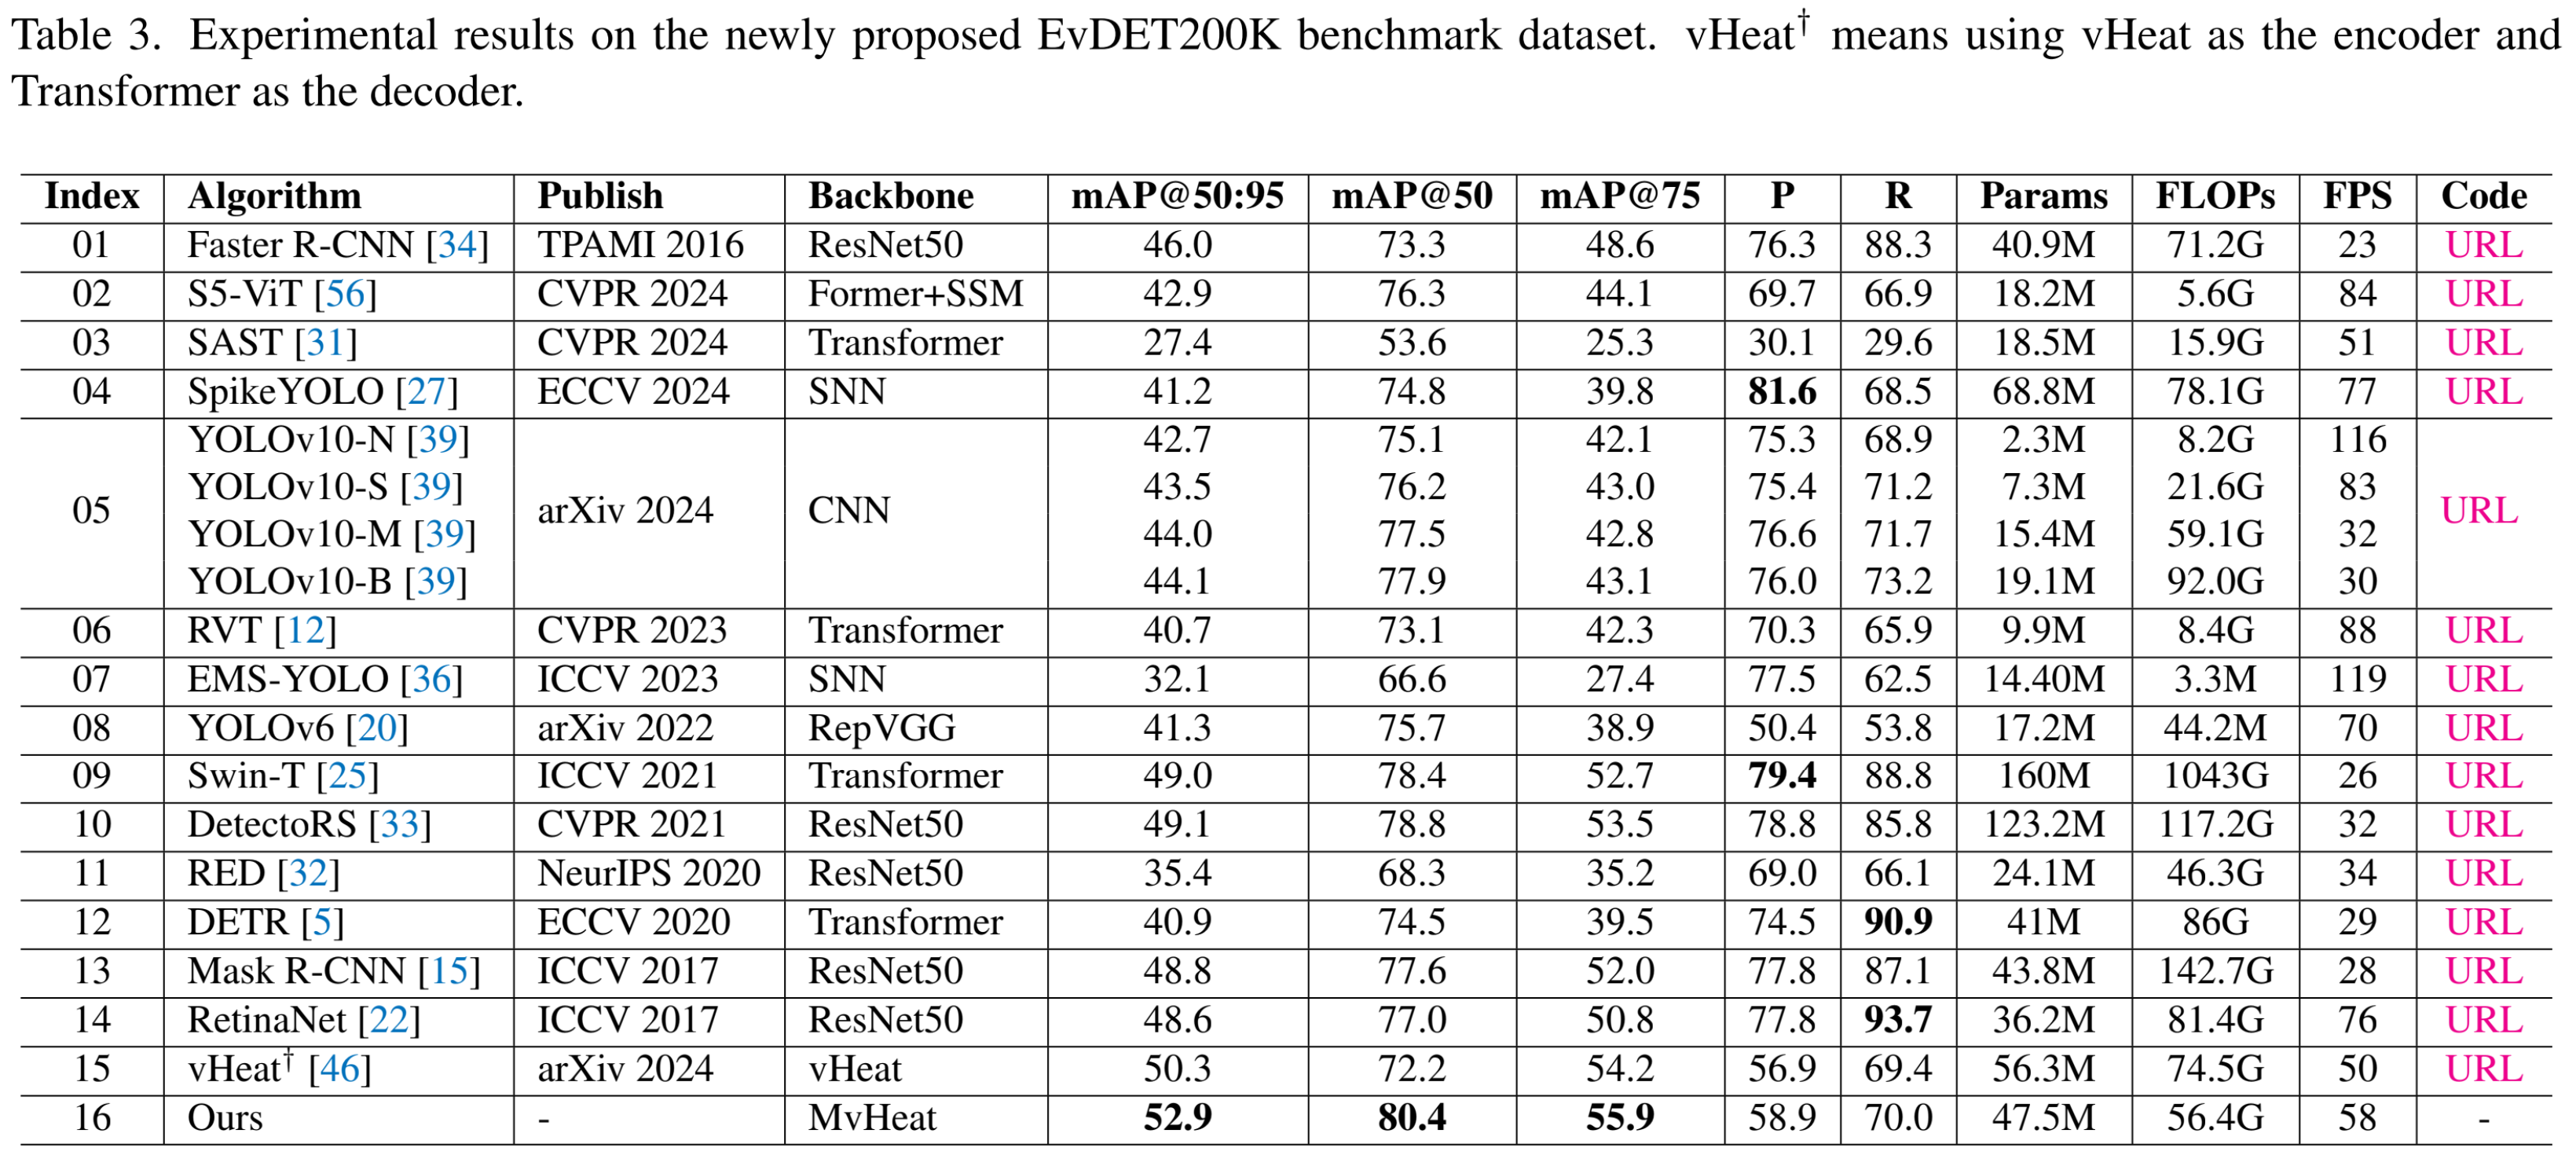 Table 3. Experimental results on the newly proposed EvDET200K benchmark dataset. vHeat† means using vHeat as the encoder and
Transformer as the decoder.
Index Algorithm Publish Backbone mAP@50:95 mAP@50 mAP@75 P R Params FLOPs FPS Code
01 Faster R-CNN [34] TPAMI 2016 ResNet50 46.0 73.3 48.6 76.3 88.3 40.9M 71.2G 23 URL
02 S5-ViT [56] CVPR 2024 Former+SSM 42.9 76.3 44.1 69.7 66.9 18.2M 5.6G 84 URL
03 SAST [31] CVPR 2024 Transformer 27.4 53.6 25.3 30.1 29.6 18.5M 15.9G 51 URL
04 SpikeYOLO [27] ECCV 2024 SNN 41.2 74.8 39.8 81.6 68.5 68.8M 78.1G 77 URL
YOLOv10-N [39] 42.7 75.1 42.1 75.3 68.9 2.3M 8.2G 116
YOLOv10-S [39] 43.5 76.2 43.0 75.4 71.2 7.3M 21.6G 83
05 arXiv 2024 CNN URL
YOLOv10-M [39] 44.0 77.5 42.8 76.6 71.7 15.4M 59.1G 32
YOLOv10-B [39] 44.1 77.9 43.1 76.0 73.2 19.1M 92.0G 30
06 RVT [12] CVPR 2023 Transformer 40.7 73.1 42.3 70.3 65.9 9.9M 8.4G 88 URL
07 EMS-YOLO [36] ICCV 2023 SNN 32.1 66.6 27.4 77.5 62.5 14.40M 3.3M 119 URL
08 YOLOv6 [20] arXiv 2022 RepVGG 41.3 75.7 38.9 50.4 53.8 17.2M 44.2M 70 URL
09 Swin-T [25] ICCV 2021 Transformer 49.0 78.4 52.7 79.4 88.8 160M 1043G 26 URL
10 DetectoRS [33] CVPR 2021 ResNet50 49.1 78.8 53.5 78.8 85.8 123.2M 117.2G 32 URL
11 RED [32] NeurIPS 2020 ResNet50 35.4 68.3 35.2 69.0 66.1 24.1M 46.3G 34 URL
12 DETR [5] ECCV 2020 Transformer 40.9 74.5 39.5 74.5 90.9 41M 86G 29 URL
13 Mask R-CNN [15] ICCV 2017 ResNet50 48.8 77.6 52.0 77.8 87.1 43.8M 142.7G 28 URL
14 RetinaNet [22] ICCV 2017 ResNet50 48.6 77.0 50.8 77.8 93.7 36.2M 81.4G 76 URL
15 vHeat† [46] arXiv 2024 vHeat 50.3 72.2 54.2 56.9 69.4 56.3M 74.5G 50 URL
16 Ours - MvHeat 52.9 80.4 55.9 58.9 70.0 47.5M 56.4G 58 -